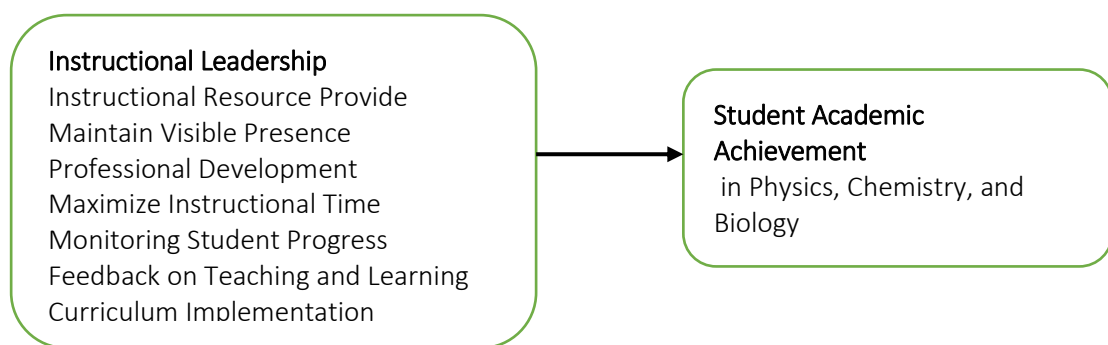 Instructional Leadership
Instructional Resource Provide
Maintain Visible Presence
Professional Development
Maximize Instructional Time
Monitoring Student Progress
Feedback on Teaching and Learning
Curriculum Implementation
Student Academic
Achievement
in Physics, Chemistry, and
Biology